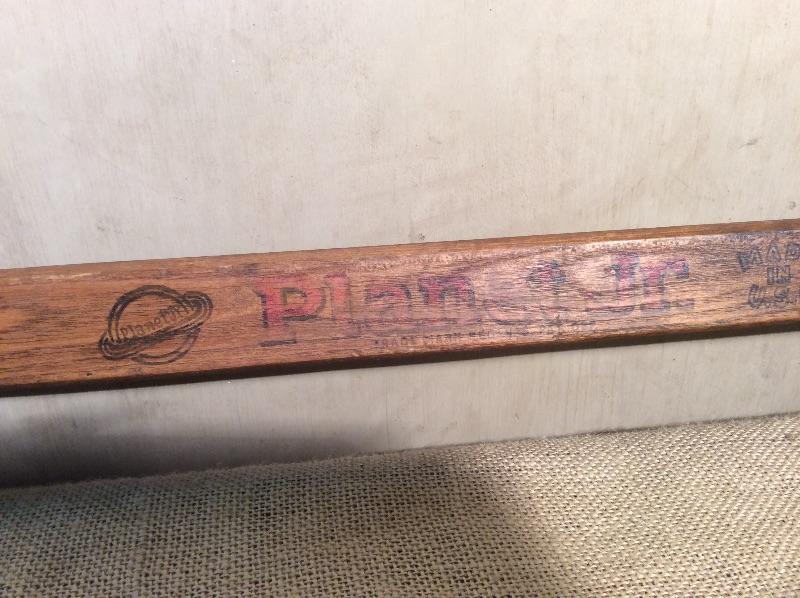 Planet Jr
Planet Jr.
TRADE MARK REG. U.S. PAT. OFF.
MADE
IN
U.S.A.